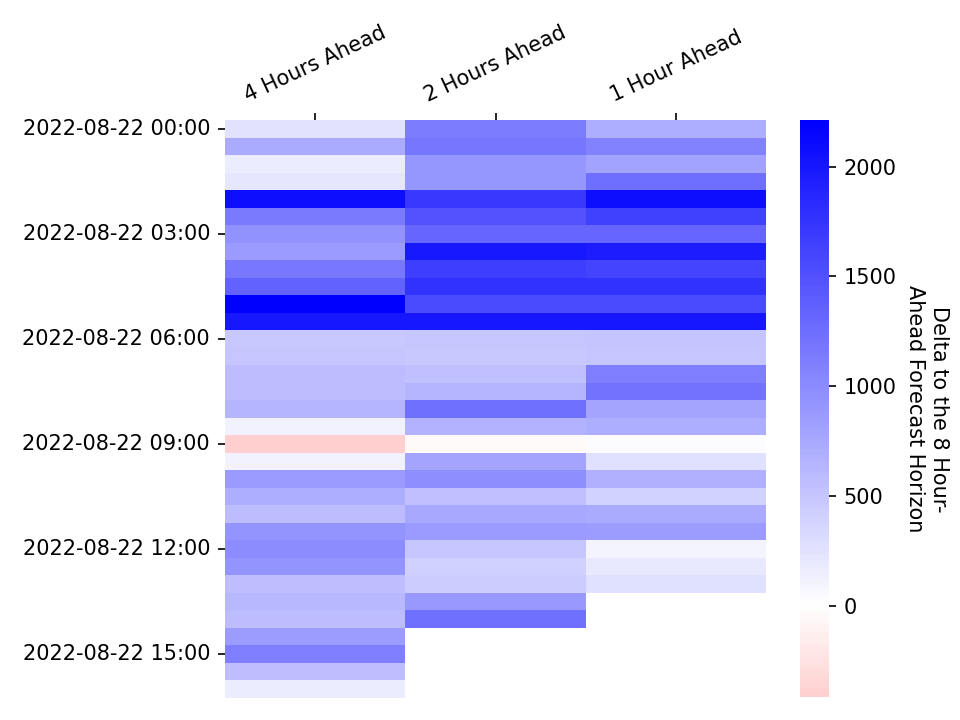 4 Hours Ahead
2 Hours Ahead
1 Hour Ahead
2022-08-22 00:00
2022-08-22 03:00
2022-08-22 06:00
2022-08-22 09:00
2022-08-22 12:00
2022-08-22 15:00
2000
1500
1000
500
0
Delta to the 8 Hour-
Ahead Forecast Horizon